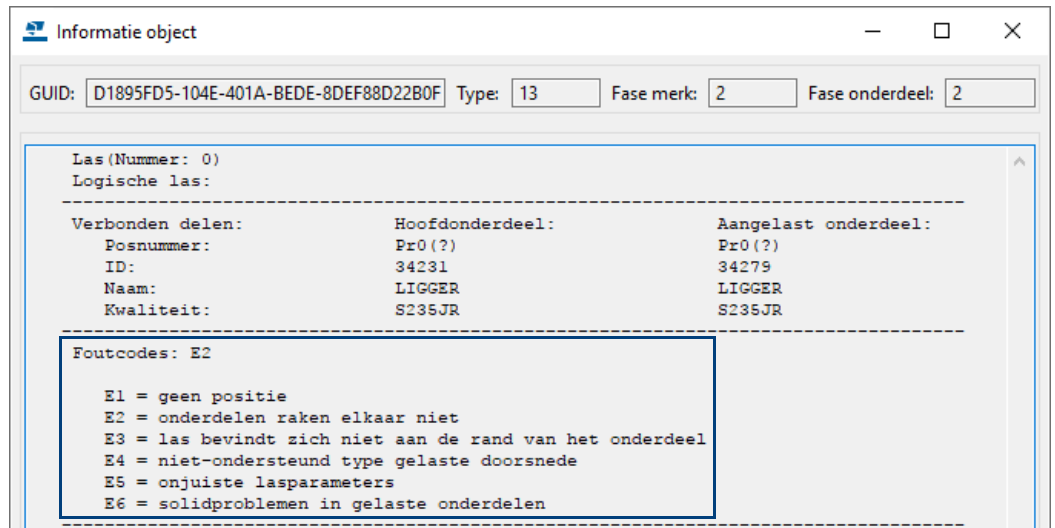 Informatie object
GUID: D1895FD5-104E-401A-BEDE-8DEF88D22B0F Type: 13 Fase merk: 2 Fase onderdeel: 2
Las(Nummer: 0)
Logische las:
Verbonden delen: Hoofdonderdeel: Aangelast onderdeel:
Posnummer: Pr0(?) Pr0(?)
ID: 34231 34279
Naam: LIGGER LIGGER
Kwaliteit: S235JR S235JR
Foutcodes: E2
E1 = geen positie
E2 = onderdelen raken elkaar niet
E3 = las bevindt zich niet aan de rand van het onderdeel
E4 = niet-ondersteund type gelaste doorsnede
E5 = onjuiste lasparameters
E6 = solidproblemen in gelaste onderdelen